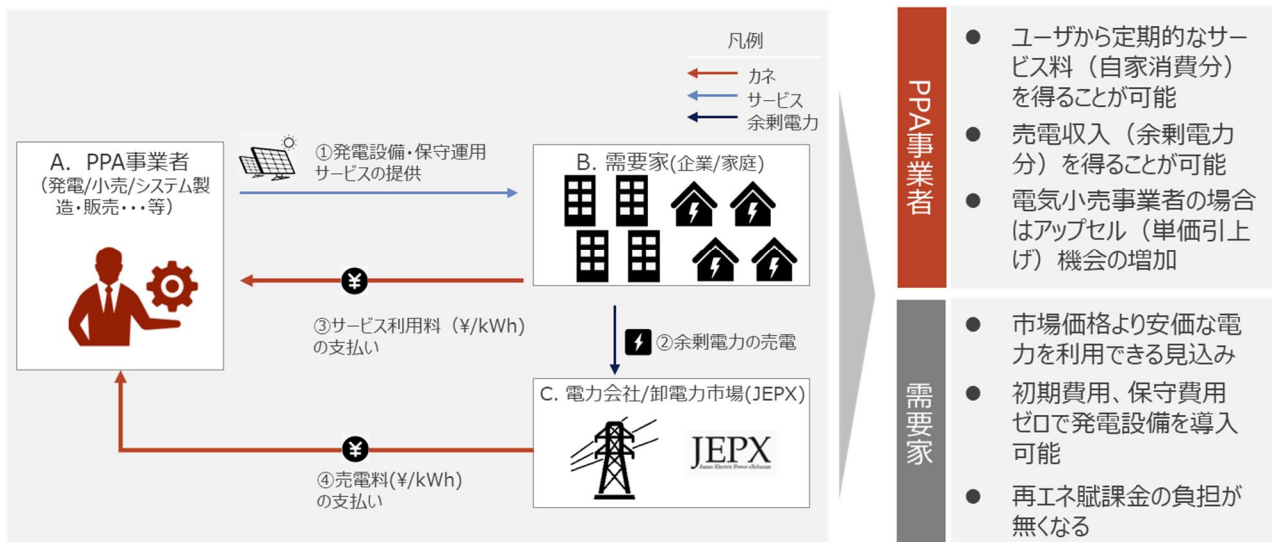 凡例
カネ
サービス
余剰電力
A. PPA事業者
(発電/小売/システム製
造・販売・・・等)
①発電設備・保守運用
サービスの提供
B. 需要家(企業/家庭)
¥
③サービス利用料（¥/kWh)
の支払い
②余剰電力の売電
C. 電力会社/卸電力市場(JEPX)
JEPX
Japan Electric Power eXchange
¥
④売電料(¥/kWh)
の支払い
PPA事業者
● ユーザから定期的なサー
ビス料（自家消費分）
を得ることが可能
● 売電収入（余剰電力
分）を得ることが可能
● 電気小売事業者の場合
はアップセル（単価引上
げ）機会の増加
需要家
● 市場価格より安価な電
力を利用できる見込み
● 初期費用、保守費用
ゼロで発電設備を導入
可能
● 再エネ賦課金の負担が
無くなる